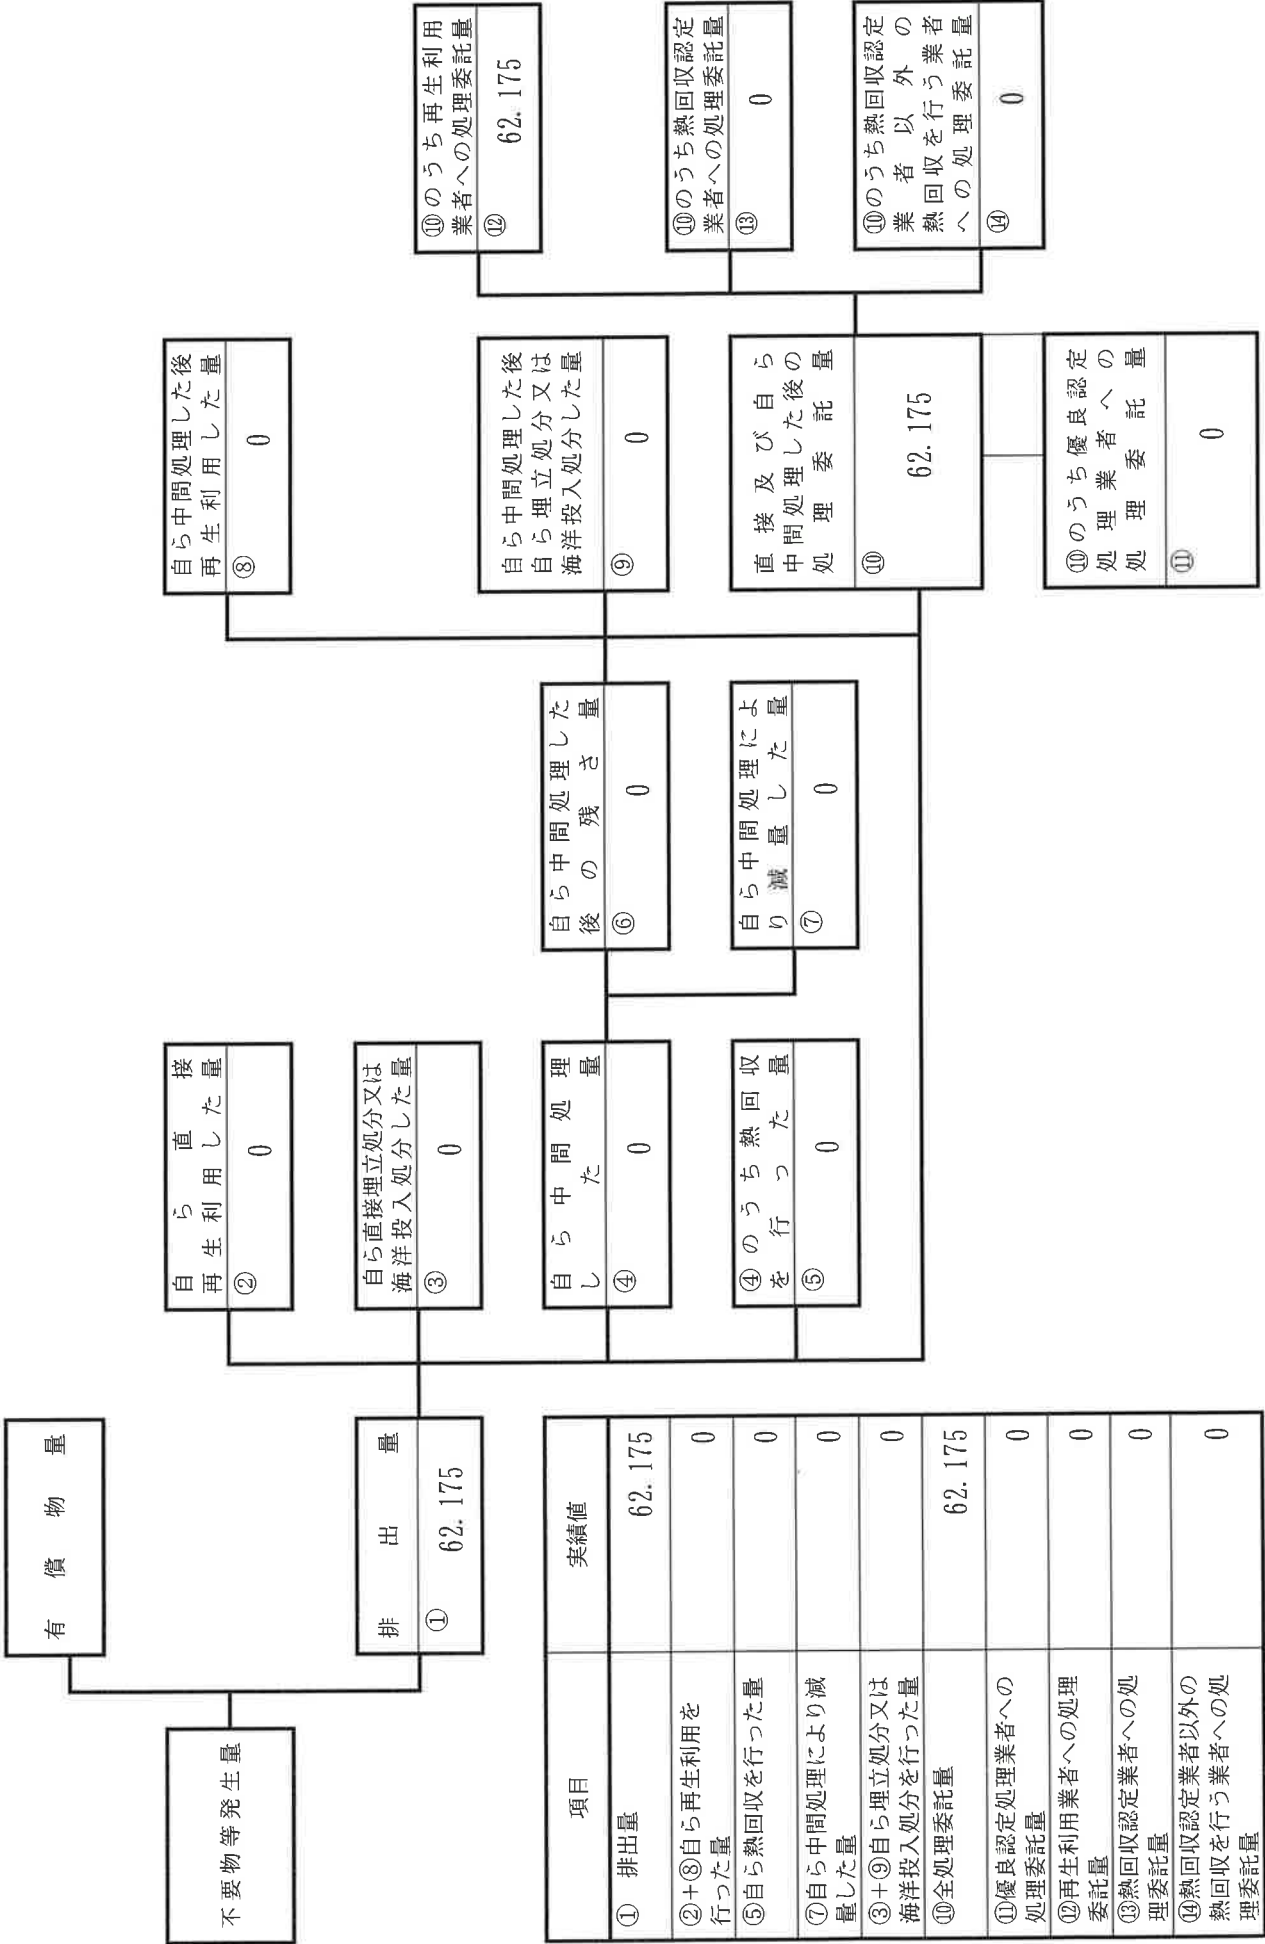 不要物等発生量
有償物量
排出量
① 62.175
自ら直接
再生利用した量
② 0
自ら直接埋立処分又は
海洋投入処分した量
③ 0
自ら中間処理
した量
④ 0
④のうち熱回収
を行った量
⑤ 0
自ら中間処理した
後の残さ量
⑥ 0
自ら中間処理によ
り減量した量
⑦ 0
自ら中間処理した後
再生利用した量
⑧ 0
自ら中間処理した後
自ら埋立処分又は
海洋投入処分した量
⑨ 0
直接及び自ら
中間処理した後の
処理委託量
⑩ 62.175
⑩のうち優良認定
処理業者への
処理委託量
⑪ 0
⑩のうち再生利用
業者への処理委託量
⑫ 62.175
⑩のうち熱回収認定
業者への処理委託量
⑬ 0
⑩のうち熱回収認定
業者以外の
熱回収を行う業者
への処理委託量
⑭ 0
項目 実績値
① 排出量 62.175
②+⑧自ら再生利用を
行った量 0
⑤自ら熱回収を行った量 0
⑦自ら中間処理により減
量した量 0
③+⑨自ら埋立処分又は
海洋投入処分を行った量 0
⑩全処理委託量 62.175
⑪優良認定処理業者への
処理委託量 0
⑫再生利用業者への処理
委託量 0
⑬熱回収認定業者への処
理委託量 0
⑭熱回収認定業者以外の
熱回収を行う業者への処
理委託量 0